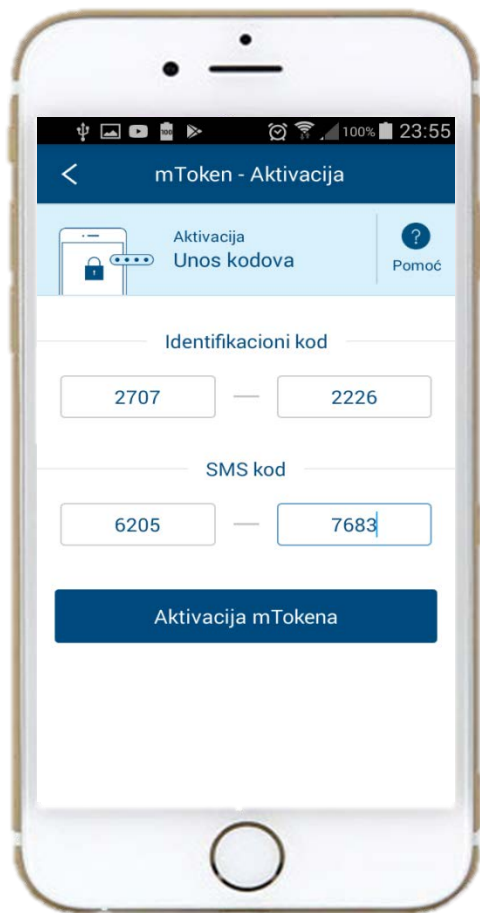 100% 23:55
mToken - Aktivacija
Aktivacija
Unos kodova
?
Pomoć
Identifikacioni kod
2707 — 2226
SMS kod
6205 — 7683
Aktivacija mTokena